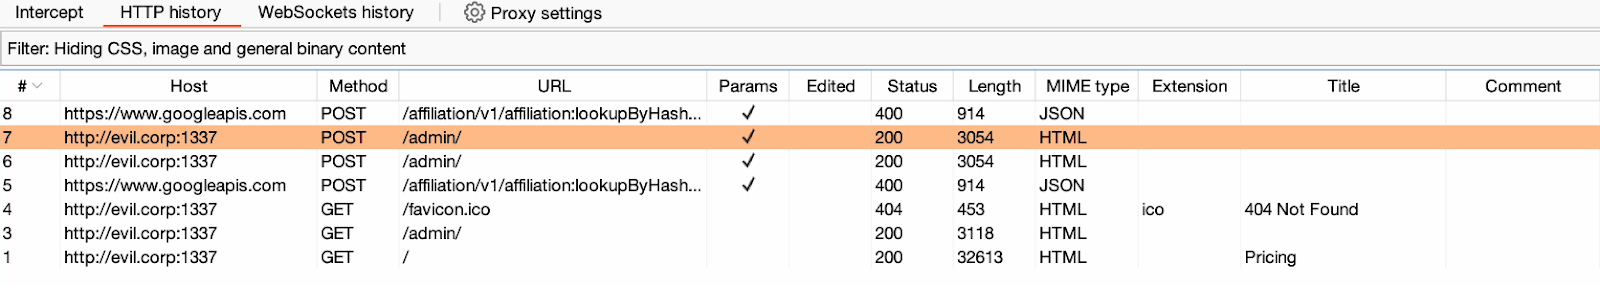 Intercept HTTP history WebSockets history Proxy settings
Filter: Hiding CSS, image and general binary content
# Host Method URL Params Edited Status Length MIME type Extension Title Comment
8 https://www.googleapis.com POST /affiliation/v1/affiliation:lookupByHash... ✓ 400 914 JSON
7 http://evil.corp:1337 POST /admin/ ✓ 200 3054 HTML
6 http://evil.corp:1337 POST /admin/ ✓ 200 3054 HTML
5 https://www.googleapis.com POST /affiliation/v1/affiliation:lookupByHash... ✓ 400 914 JSON
4 http://evil.corp:1337 GET /favicon.ico 404 453 HTML ico 404 Not Found
3 http://evil.corp:1337 GET /admin/ 200 3118 HTML
1 http://evil.corp:1337 GET / 200 32613 HTML Pricing